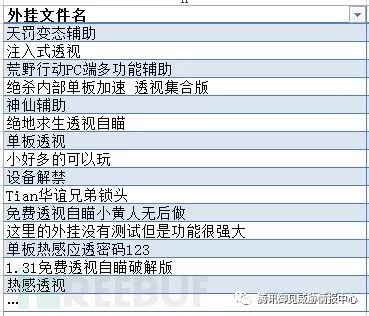 外挂文件名
天罚变态辅助
注入式透视
荒野行动PC端多功能辅助
绝杀内部单板加速 透视集合版
神仙辅助
绝地求生透视自瞄
单板透视
小好多的可以玩
设备解禁
Tian华谊兄弟锁头
免费透视自瞄小黄人无后做
这里的外挂没有测试但是功能很强大
单板热感应透密码123
1.31免费透视自瞄破解版
热感透视
...
FREEBUF
腾讯御见威胁情报中心